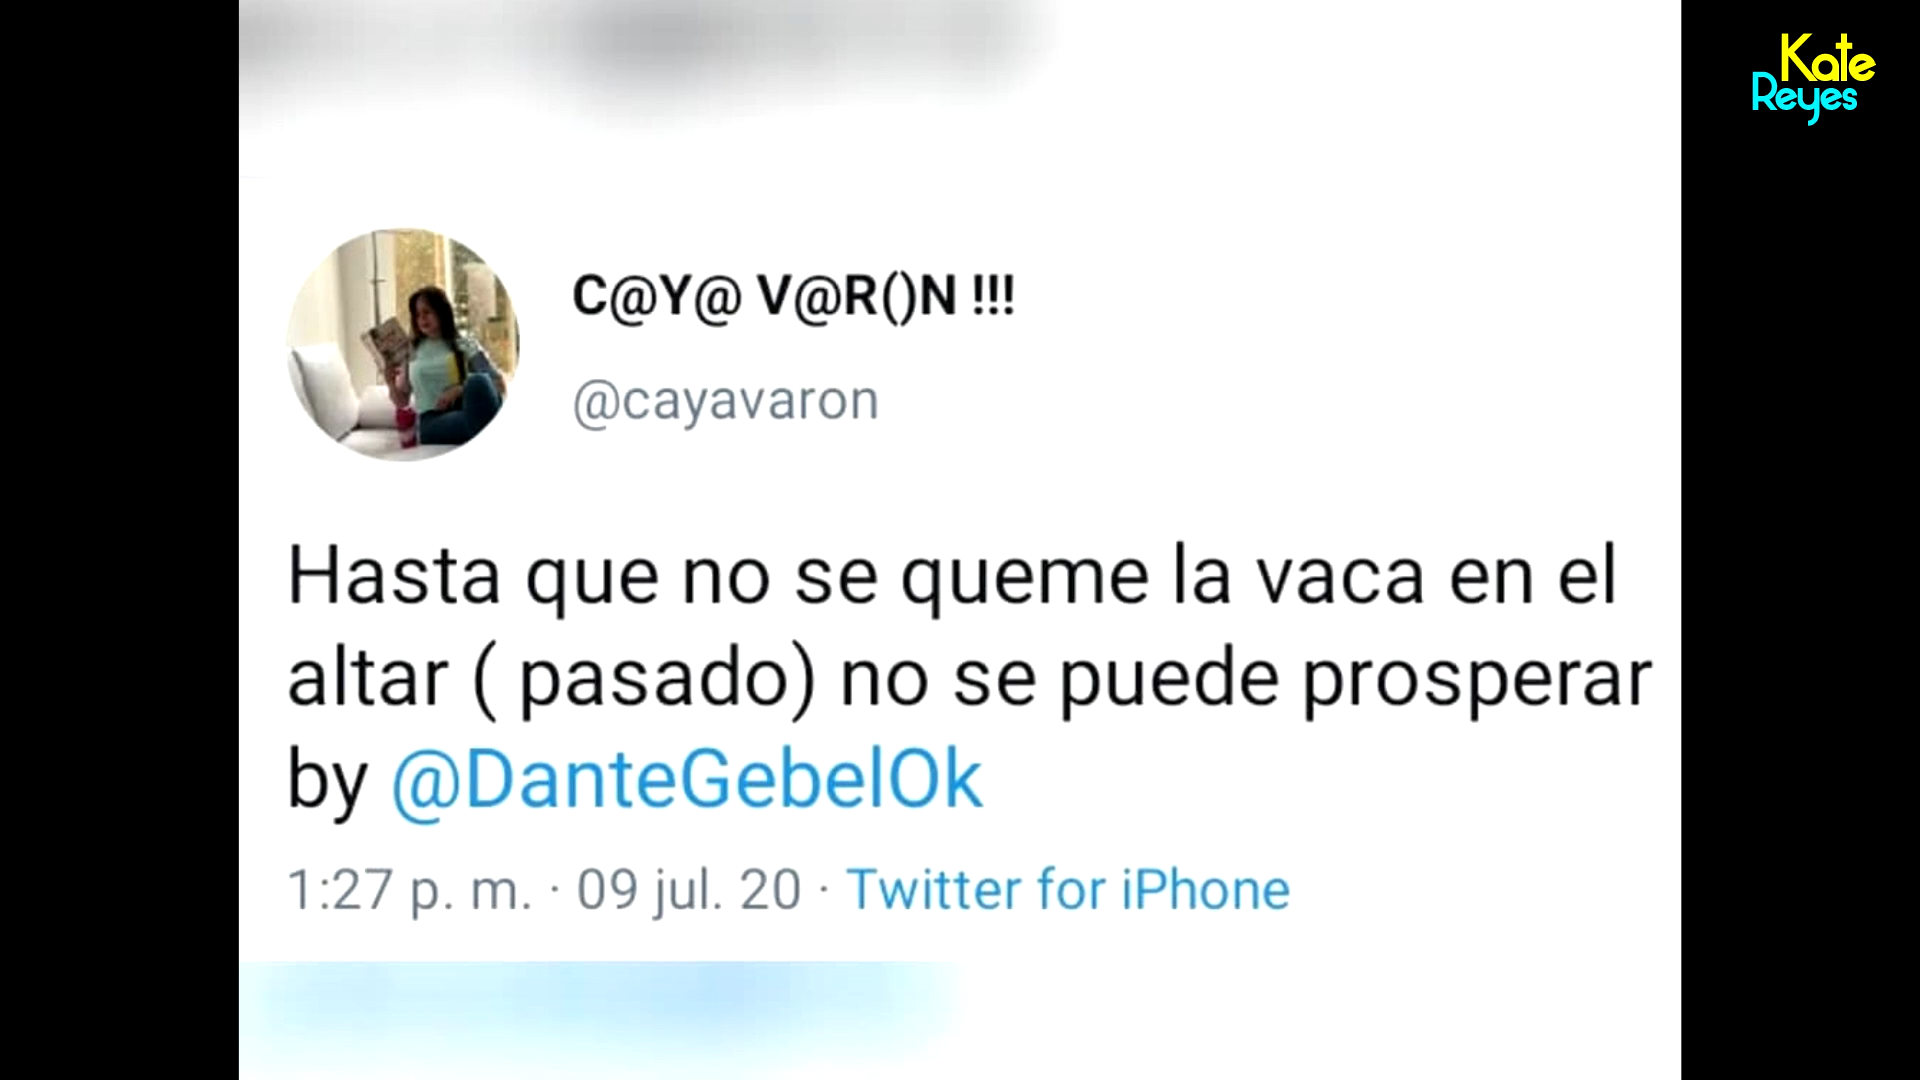 Kate
Reyes
C@Y@ V@R()N !!!
@cayavaron
Hasta que no se queme la vaca en el
altar ( pasado) no se puede prosperar
by @DanteGebelOk
1:27 p. m. · 09 jul. 20 · Twitter for iPhone